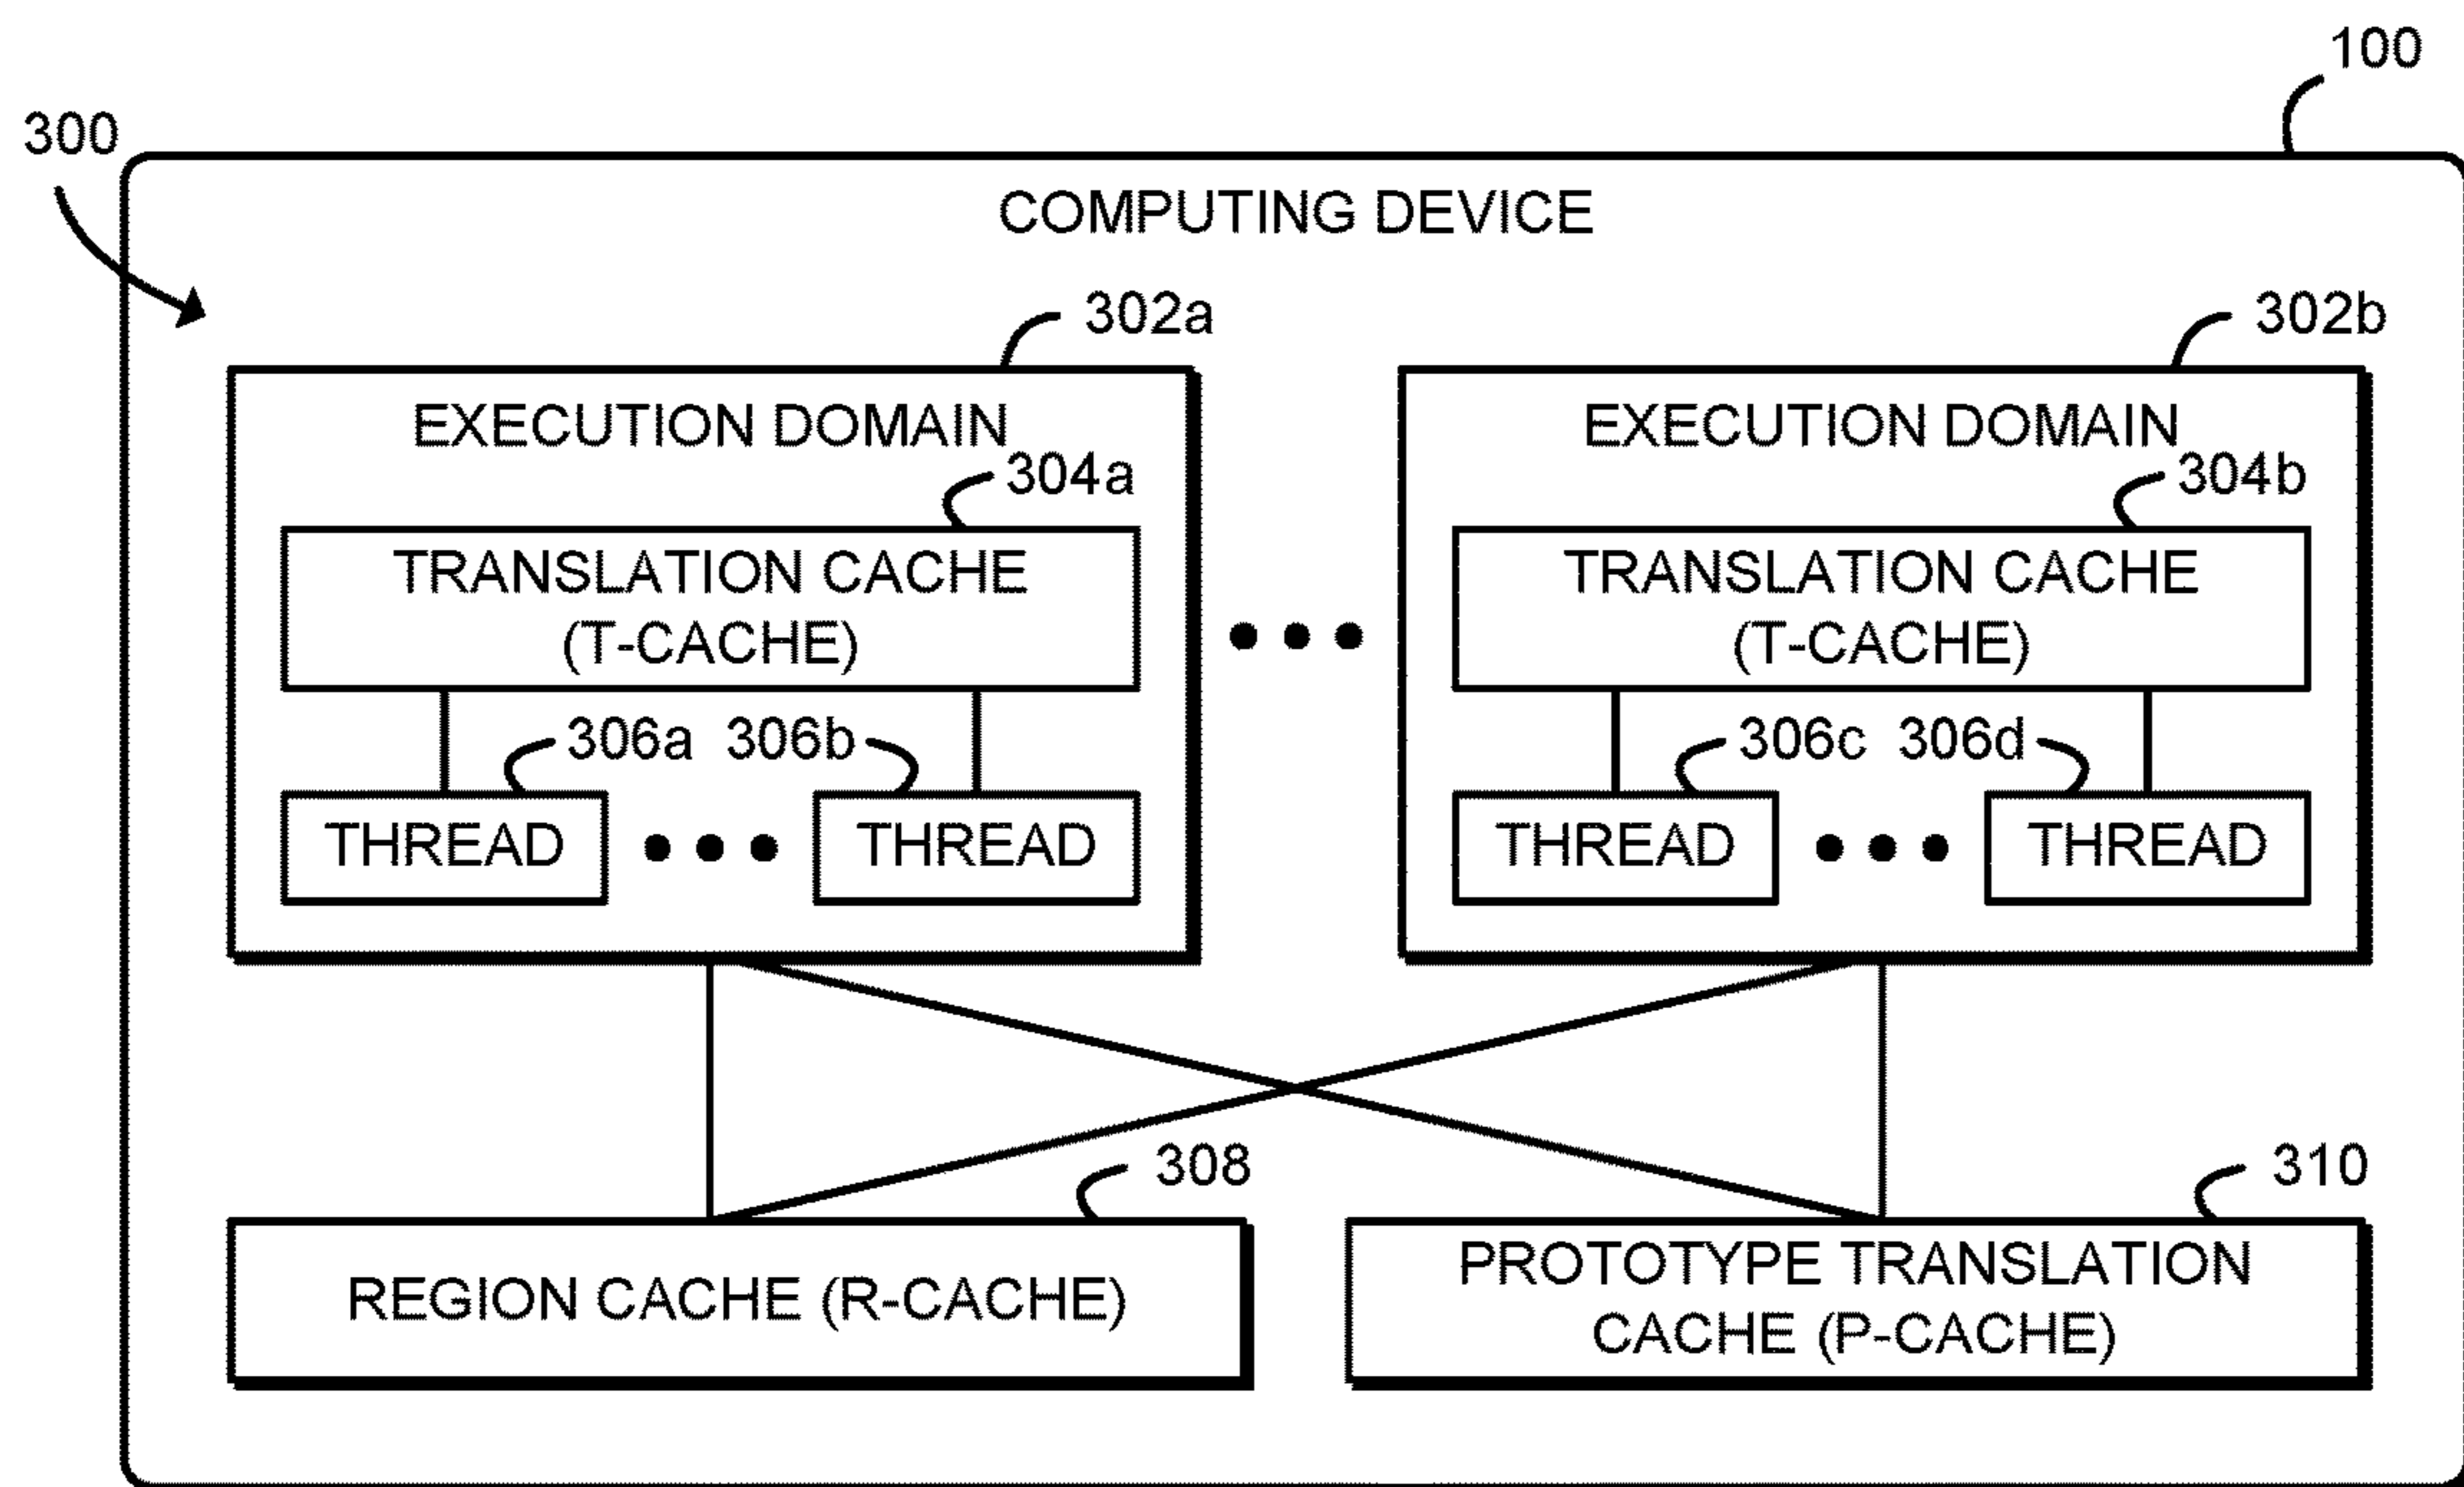 100
300
COMPUTING DEVICE
302a
302b
EXECUTION DOMAIN
EXECUTION DOMAIN
304a
304b
TRANSLATION CACHE
(T-CACHE)
TRANSLATION CACHE
(T-CACHE)
306a
306b
306c
306d
THREAD
THREAD
THREAD
THREAD
308
310
REGION CACHE (R-CACHE)
PROTOTYPE TRANSLATION
CACHE (P-CACHE)